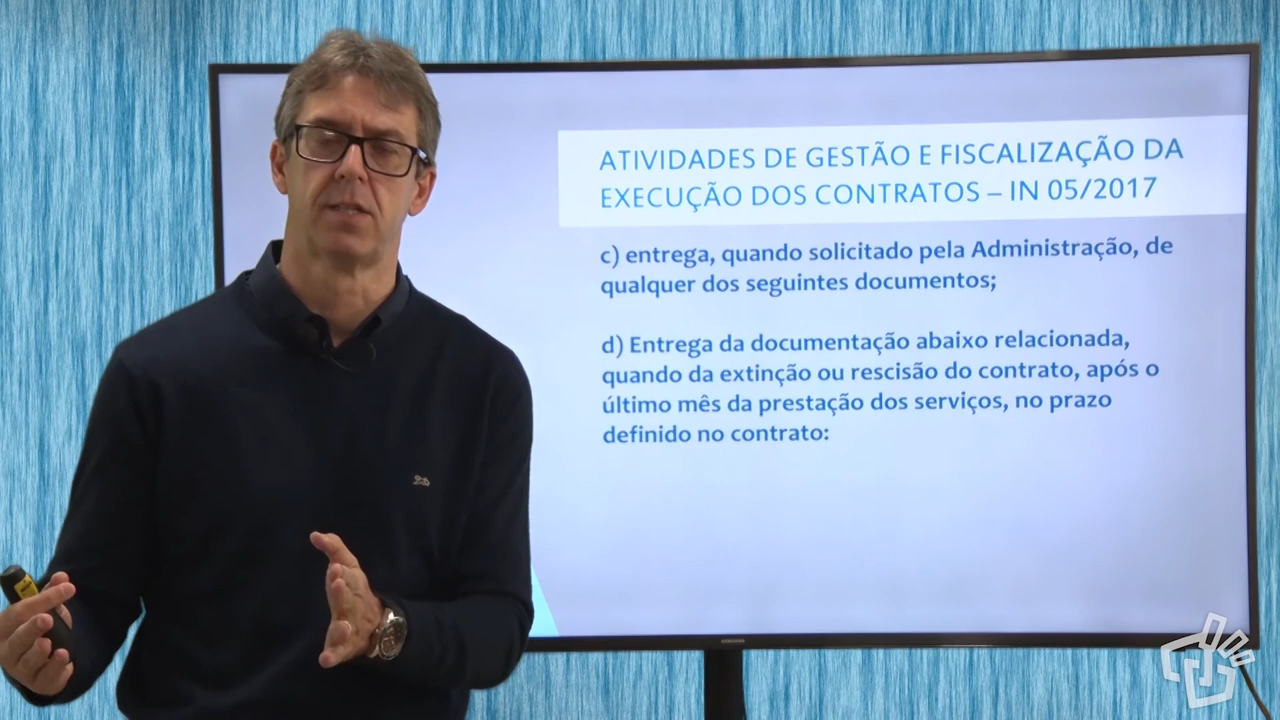 ATIVIDADES DE GESTÃO E FISCALIZAÇÃO DA
EXECUÇÃO DOS CONTRATOS – IN 05/2017
c) entrega, quando solicitado pela Administração, de
qualquer dos seguintes documentos;
d) Entrega da documentação abaixo relacionada,
quando da extinção ou rescisão do contrato, após o
último mês da prestação dos serviços, no prazo
definido no contrato: